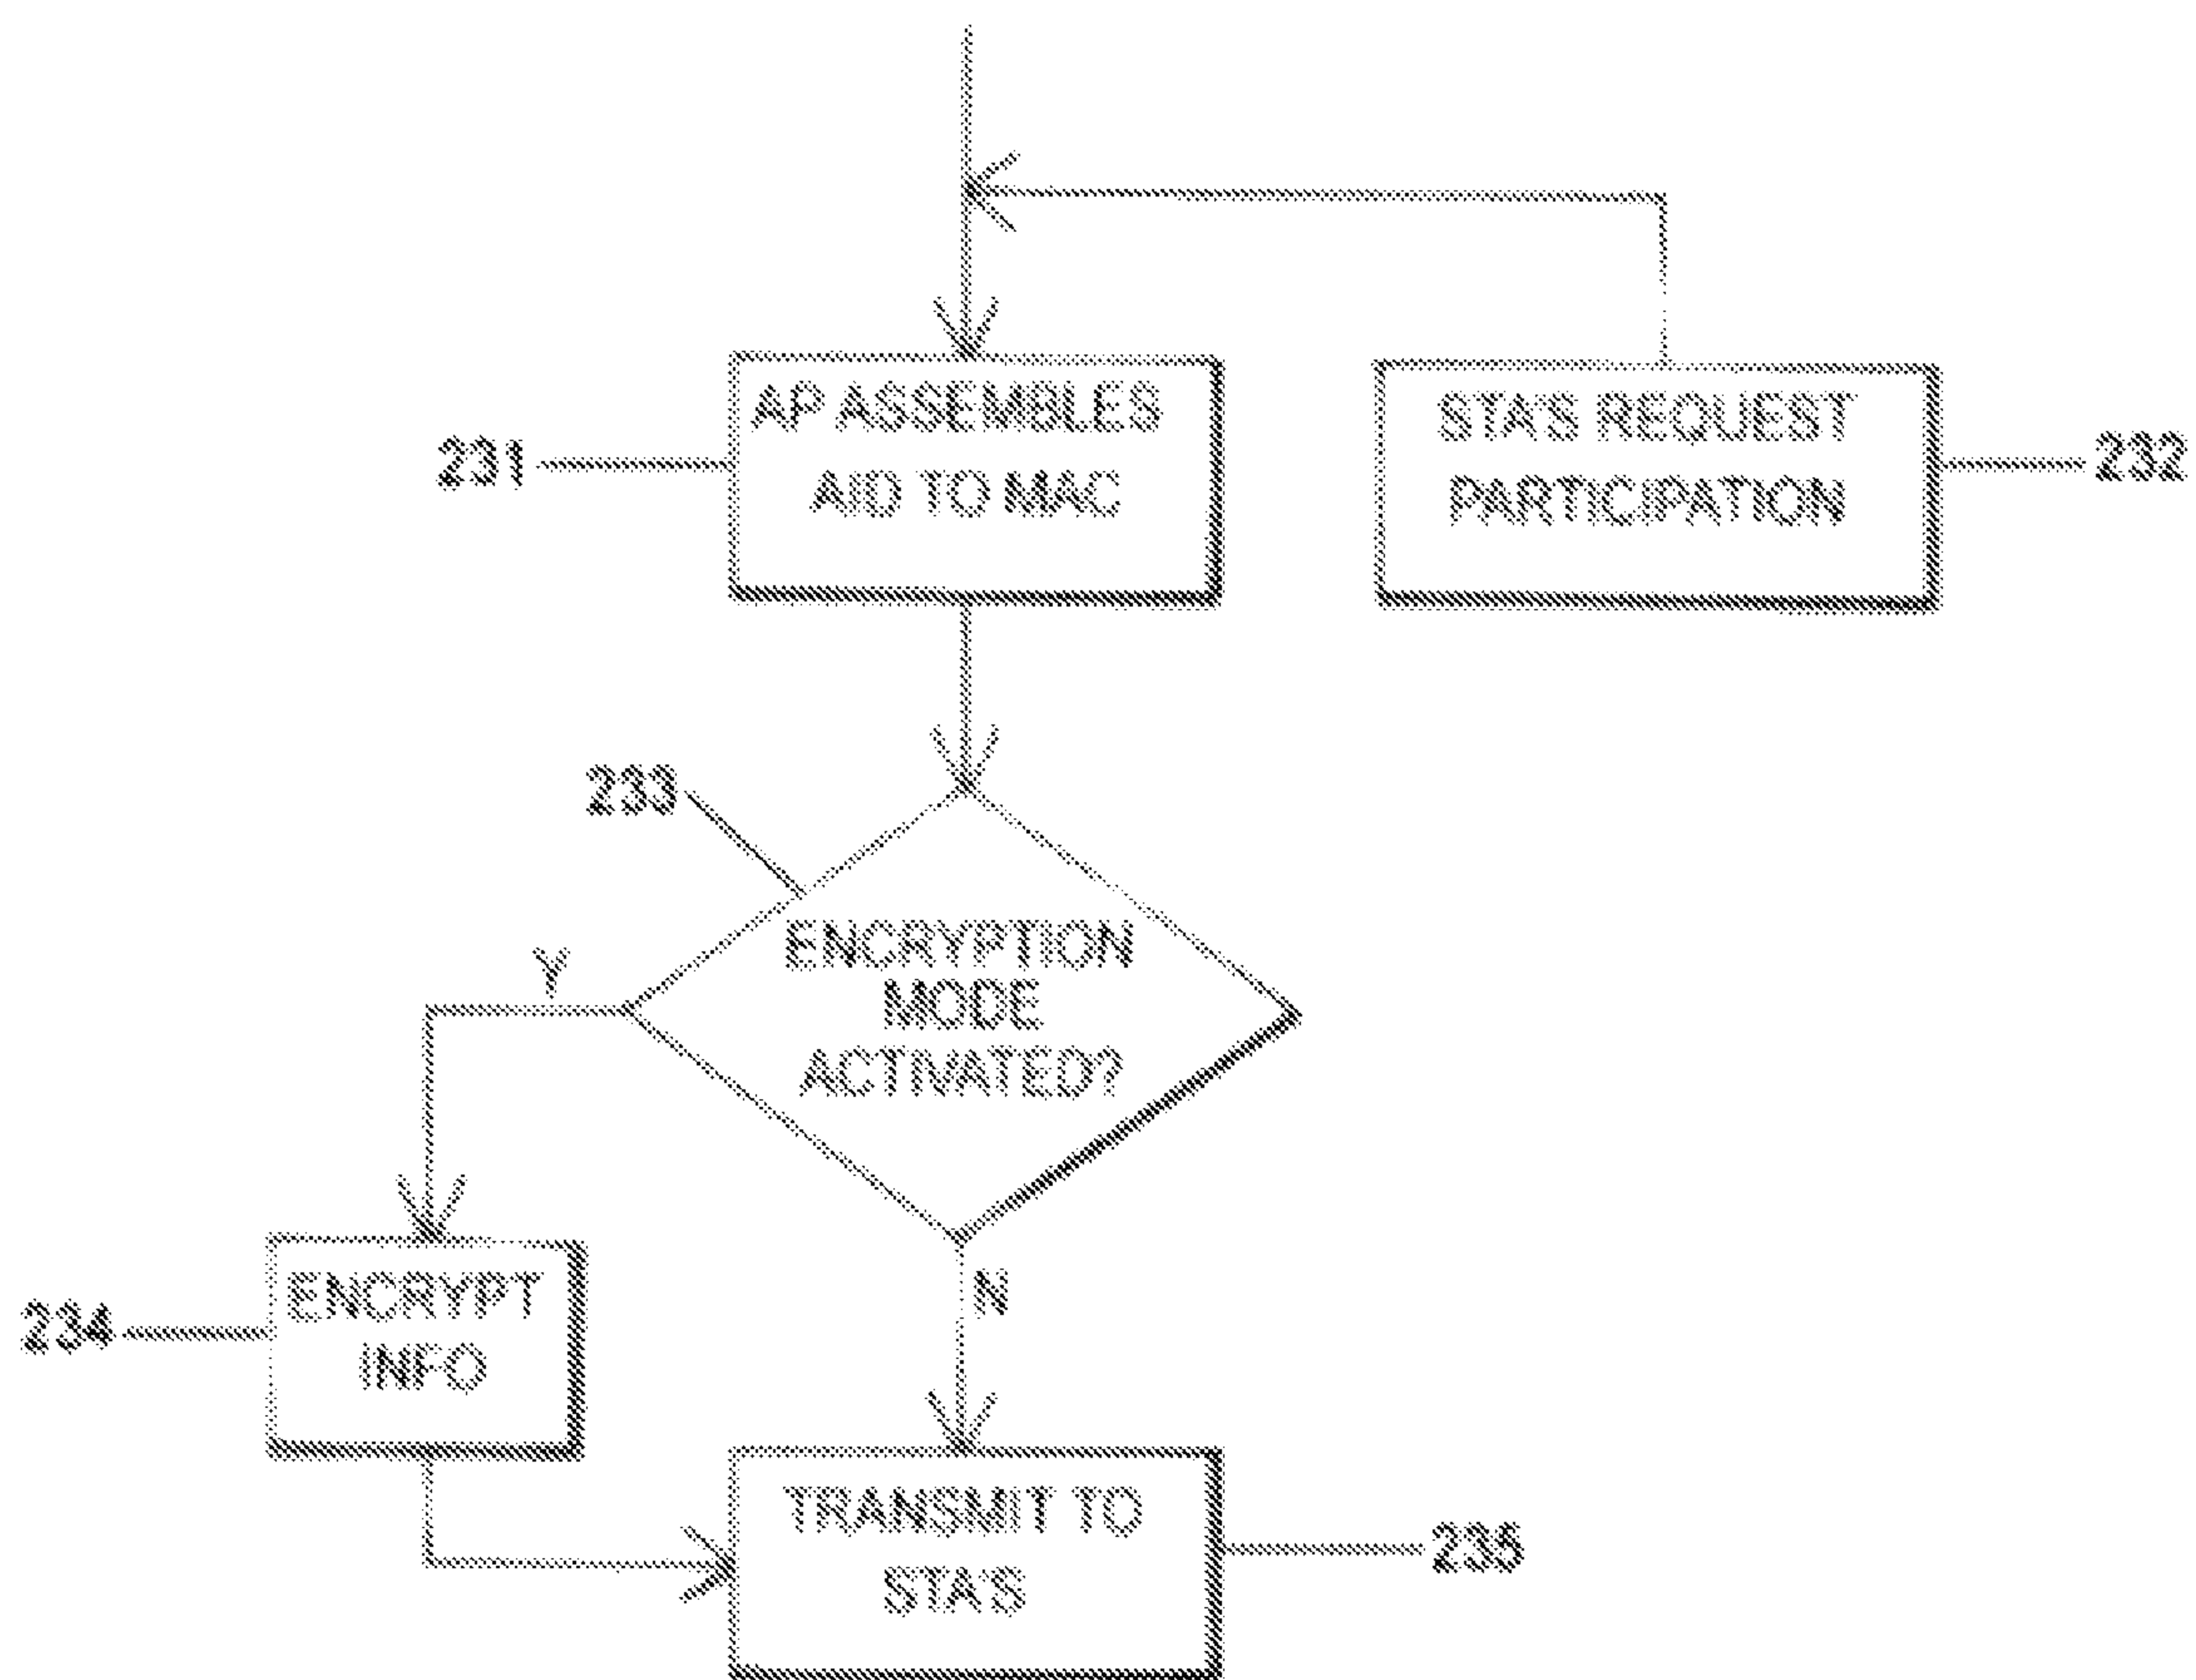 AP ASSEMBLES
AID TO MAC
231
STA'S REQUEST
PARTICIPATION
232
233
ENCRYPTION
MODE
ACTIVATED?
Y
N
ENCRYPT
INFO
234
TRANSMIT TO
STA'S
235